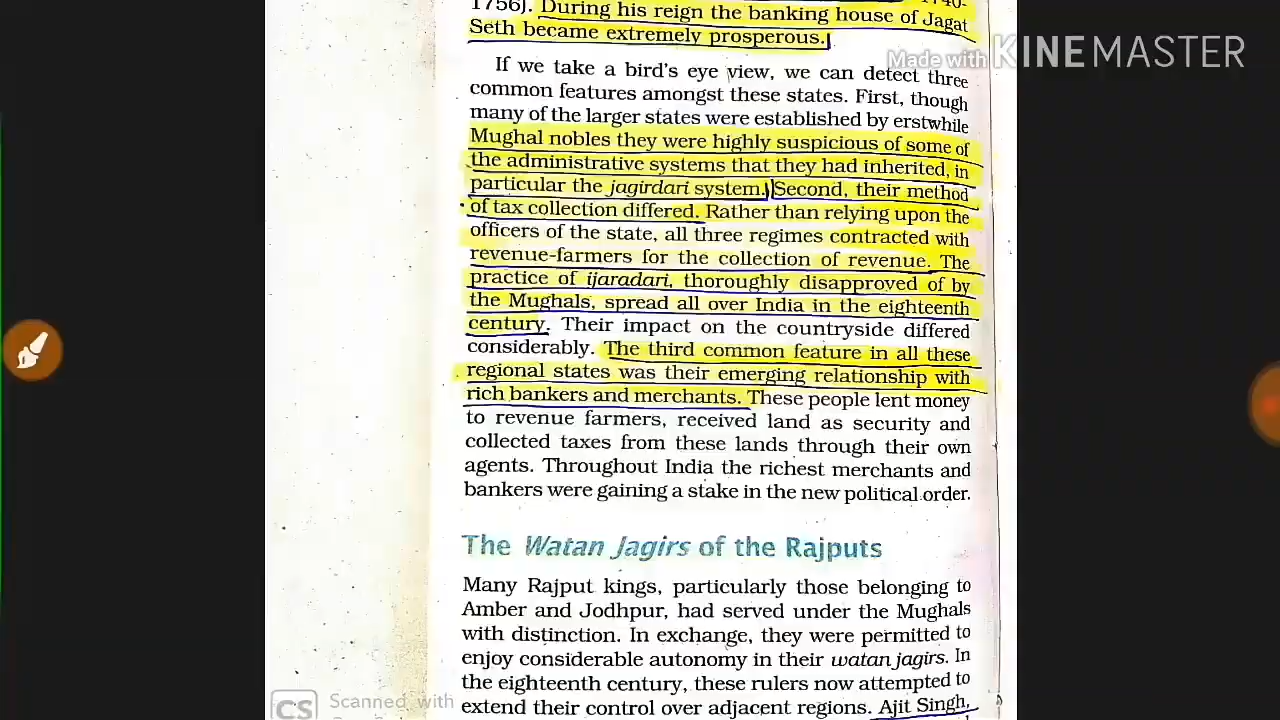 1756). During his reign the banking house of Jagat
Seth became extremely prosperous.
Made with KINEMASTER
If we take a bird's eye view, we can detect three
common features amongst these states. First, though
many of the larger states were established by erstwhile
Mughal nobles they were highly suspicious of some of
the administrative systems that they had inherited, in
particular the jagirdari system. Second, their method
of tax collection differed. Rather than relying upon the
officers of the state, all three regimes contracted with
revenue-farmers for the collection of revenue. The
practice of ijaradari, thoroughly disapproved of by
the Mughals, spread all over India in the eighteenth
century. Their impact on the countryside differed
considerably. The third common feature in all these
regional states was their emerging relationship with
rich bankers and merchants. These people lent money
to revenue farmers, received land as security and
collected taxes from these lands through their own
agents. Throughout India the richest merchants and
bankers were gaining a stake in the new political order.
The Watan Jagirs of the Rajputs
Many Rajput kings, particularly those belonging to
Amber and Jodhpur, had served under the Mughals
with distinction. In exchange, they were permitted to
enjoy considerable autonomy in their watan jagirs. In
the eighteenth century, these rulers now attempted to
extend their control over adjacent regions. Ajit Singh,
CS Scanned with